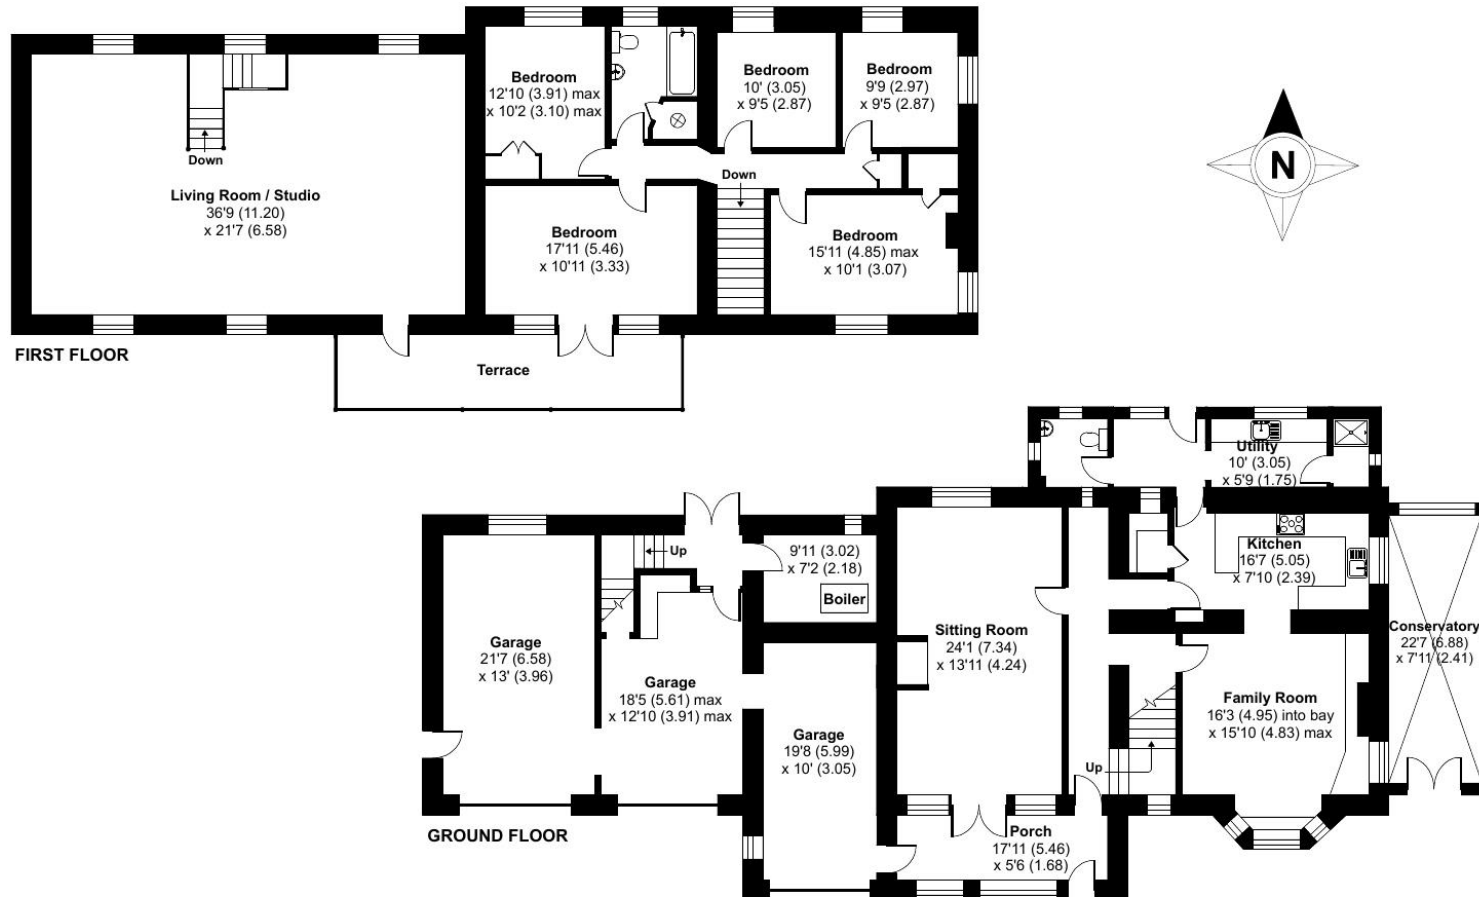 Bedroom
12'10 (3.91) max
x 10'2 (3.10) max
Bedroom
10' (3.05)
x 9'5 (2.87)
Bedroom
9'9 (2.97)
x 9'5 (2.87)
N
Down
Down
Living Room / Studio
36'9 (11.20)
x 21'7 (6.58)
Bedroom
17'11 (5.46)
x 10'11 (3.33)
Bedroom
15'11 (4.85) max
x 10'1 (3.07)
FIRST FLOOR
Terrace
Utility
10' (3.05)
x 5'9 (1.75)
Up
9'11 (3.02)
x 7'2 (2.18)
Boiler
Kitchen
16'7 (5.05)
x 7'10 (2.39)
Garage
21'7 (6.58)
x 13' (3.96)
Sitting Room
24'1 (7.34)
x 13'11 (4.24)
Conservatory
22'7 (6.88)
x 7'11 (2.41)
Garage
18'5 (5.61) max
x 12'10 (3.91) max
Family Room
16'3 (4.95) into bay
x 15'10 (4.83) max
Garage
19'8 (5.99)
x 10' (3.05)
Up
GROUND FLOOR
Porch
17'11 (5.46)
x 5'6 (1.68)